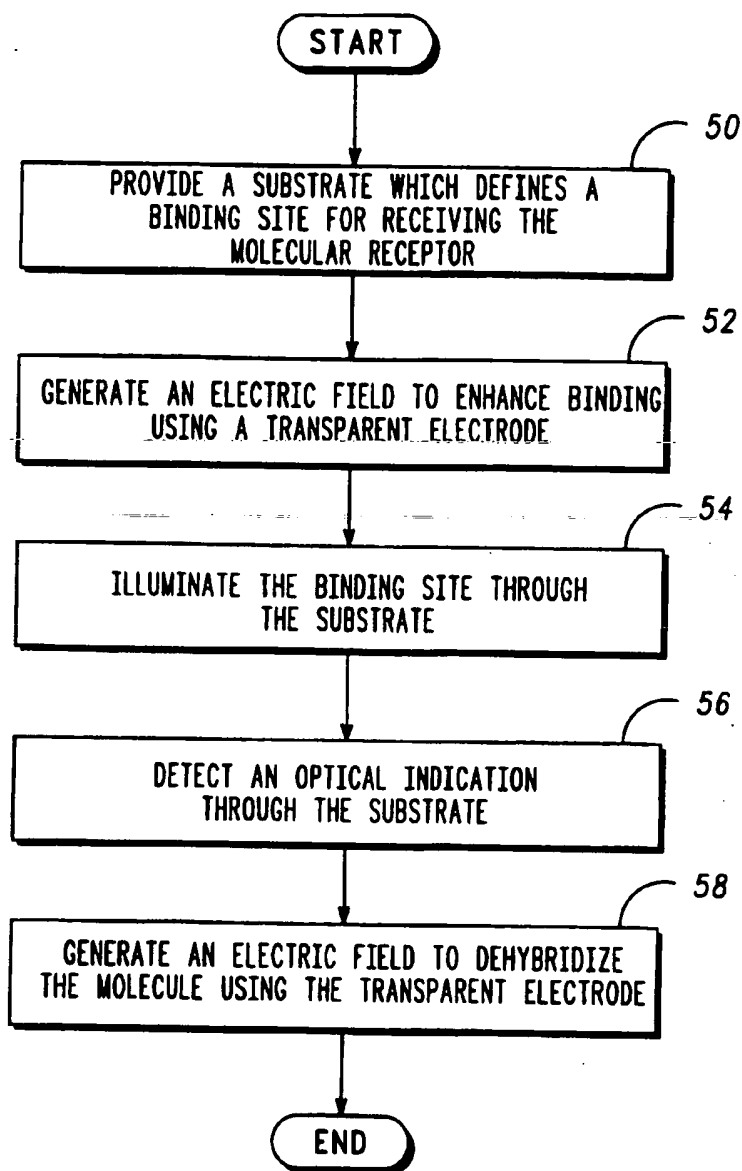 START
50
PROVIDE A SUBSTRATE WHICH DEFINES A
BINDING SITE FOR RECEIVING THE
MOLECULAR RECEPTOR
52
GENERATE AN ELECTRIC FIELD TO ENHANCE BINDING
USING A TRANSPARENT ELECTRODE
54
ILLUMINATE THE BINDING SITE THROUGH
THE SUBSTRATE
56
DETECT AN OPTICAL INDICATION
THROUGH THE SUBSTRATE
58
GENERATE AN ELECTRIC FIELD TO DEHYBRIDIZE
THE MOLECULE USING THE TRANSPARENT ELECTRODE
END